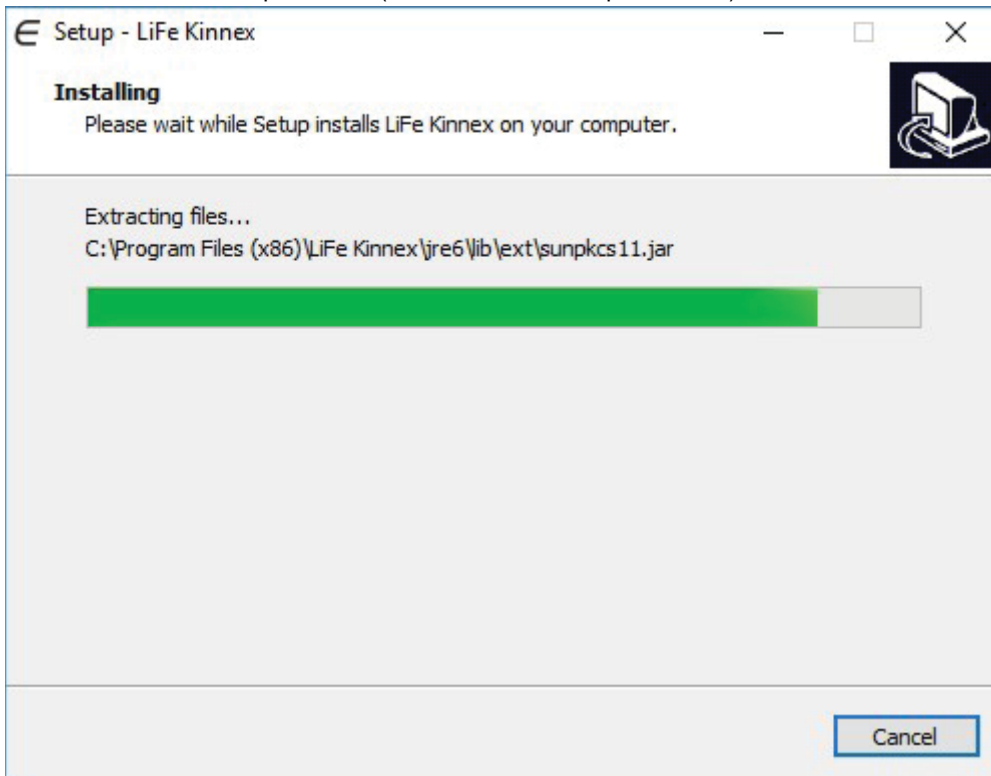 Setup - LiFe Kinnex
Installing
Please wait while Setup installs LiFe Kinnex on your computer.
Extracting files...
C:\Program Files (x86)\LiFe Kinnex\jre6\lib\ext\sunpkcs11.jar
Cancel